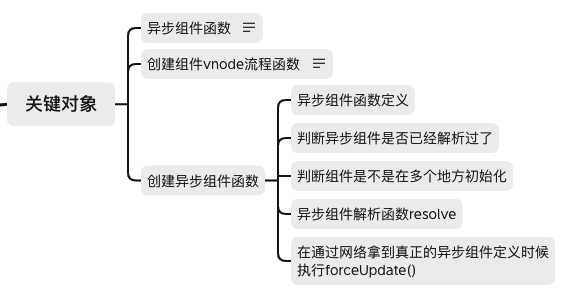 关键对象
异步组件函数
创建组件vnode流程函数
创建异步组件函数
异步组件函数定义
判断异步组件是否已经解析过了
判断组件是不是在多个地方初始化
异步组件解析函数resolve
在通过网络拿到真正的异步组件定义时候
执行forceUpdate()